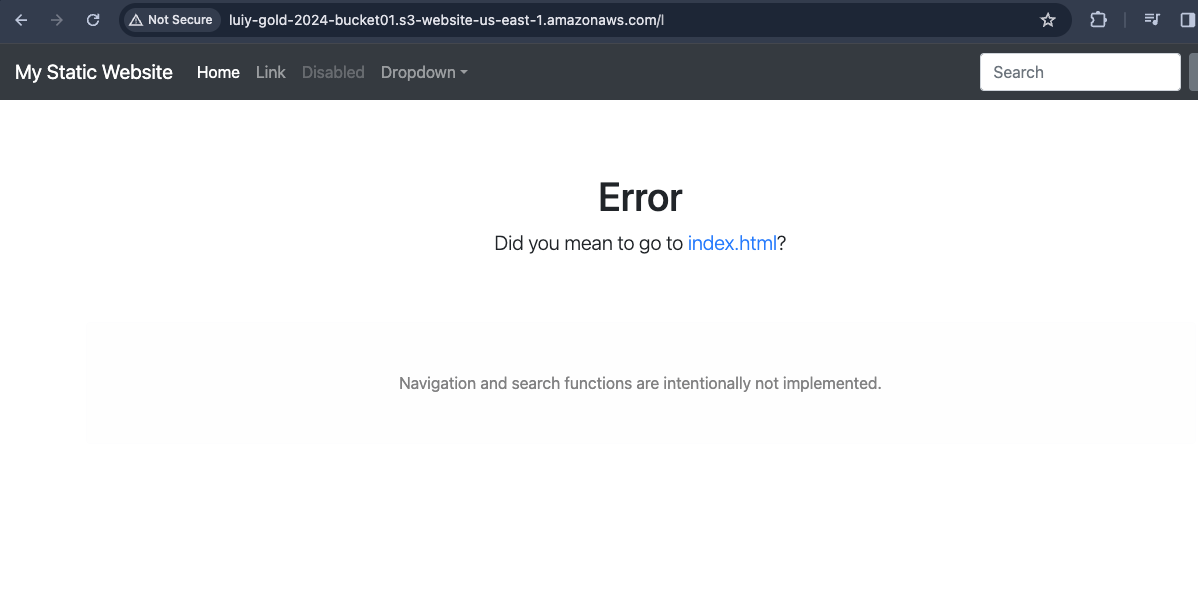 Not Secure luiy-gold-2024-bucket01.s3-website-us-east-1.amazonaws.com/l
My Static Website Home Link Disabled Dropdown Search
Error
Did you mean to go to index.html?
Navigation and search functions are intentionally not implemented.